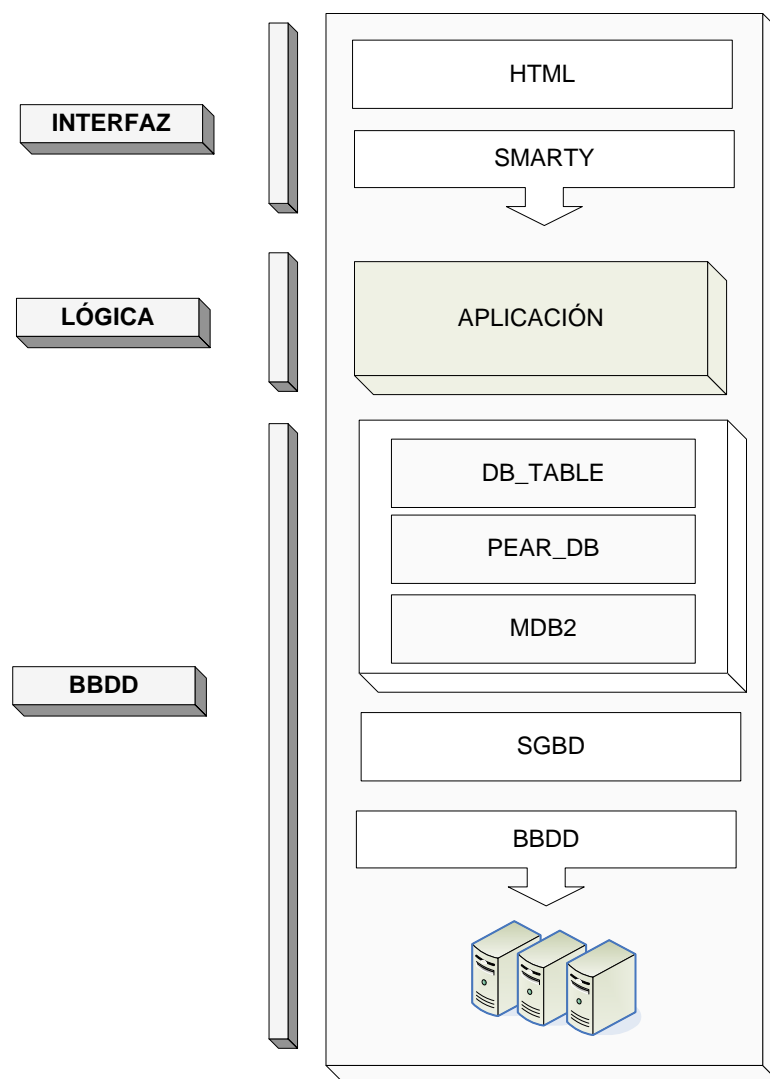 HTML
INTERFAZ
SMARTY
LÓGICA
APLICACIÓN
DB_TABLE
PEAR_DB
MDB2
BBDD
SGBD
BBDD